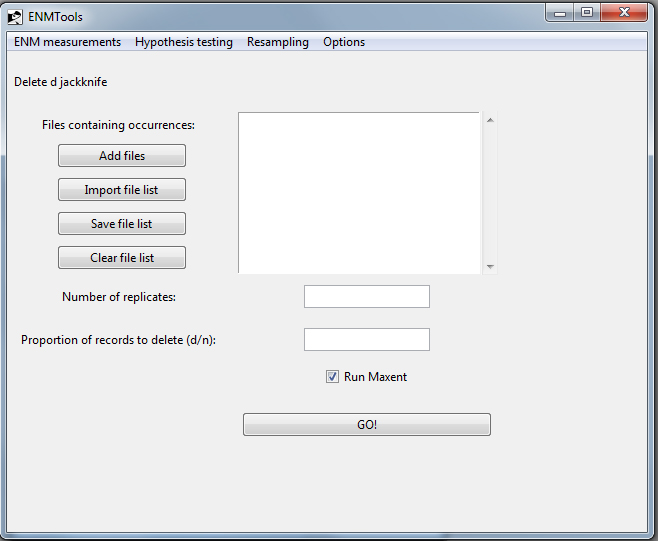 ENMTools
ENM measurements Hypothesis testing Resampling Options
Delete d jackknife
Files containing occurrences:
Add files
Import file list
Save file list
Clear file list
Number of replicates:
Proportion of records to delete (d/n):
Run Maxent
GO!